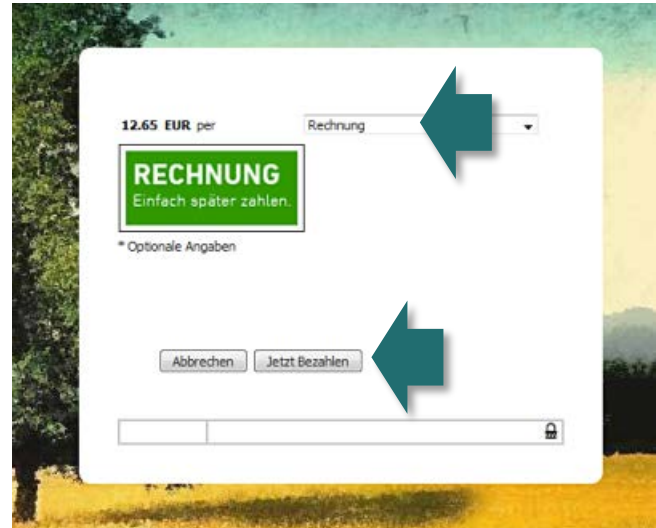 12.65 EUR per Rechnung
RECHNUNG
Einfach später zahlen.
* Optionale Angaben
Abbrechen Jetzt Bezahlen